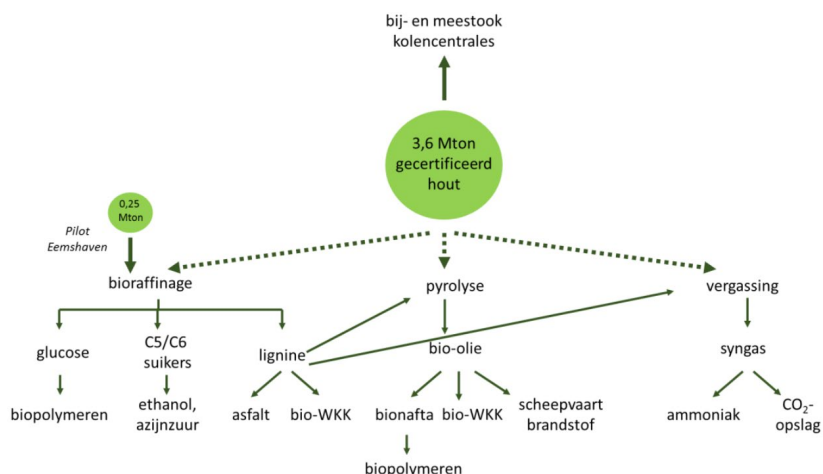 bij- en meestook
kolencentrales
3,6 Mton
gecertificeerd
hout
0,25
Mton
Pilot
Eemshaven
bioraffinage
pyrolyse
vergassing
glucose
C5/C6
suikers
lignine
bio-olie
syngas
biopolymeren
ethanol,
azijnzuur
asfalt
bio-WKK
bionafta
bio-WKK
scheepvaart
brandstof
ammoniak
CO₂-
opslag
biopolymeren